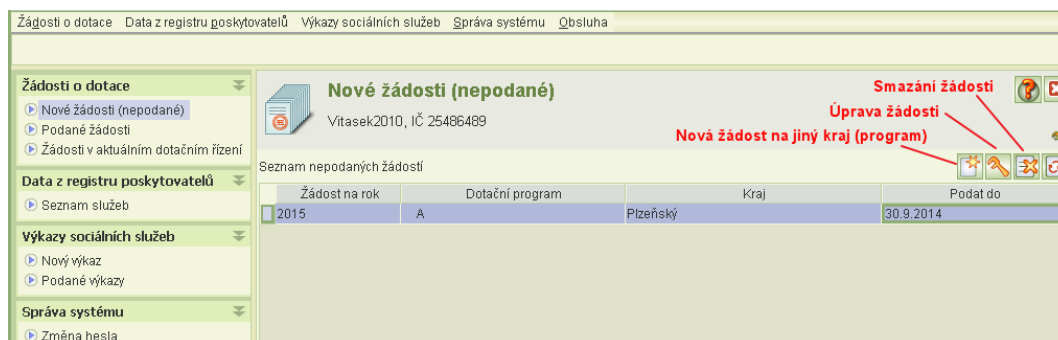 Žádosti o dotace Data z registru poskytovatelů Výkazy sociálních služeb Správa systému Obsluha
Žádosti o dotace
Nové žádosti (nepodané)
Podané žádosti
Žádosti v aktuálním dotačním řízení
Data z registru poskytovatelů
Seznam služeb
Výkazy sociálních služeb
Nový výkaz
Podané výkazy
Správa systému
Změna hesla
Nové žádosti (nepodané)
Vitasek2010, IČ 25486489
Smazání žádosti
Úprava žádosti
Nová žádost na jiný kraj (program)
Seznam nepodaných žádostí
Žádost na rok Dotační program Kraj Podat do
2015 A Plzeňský 30.9.2014